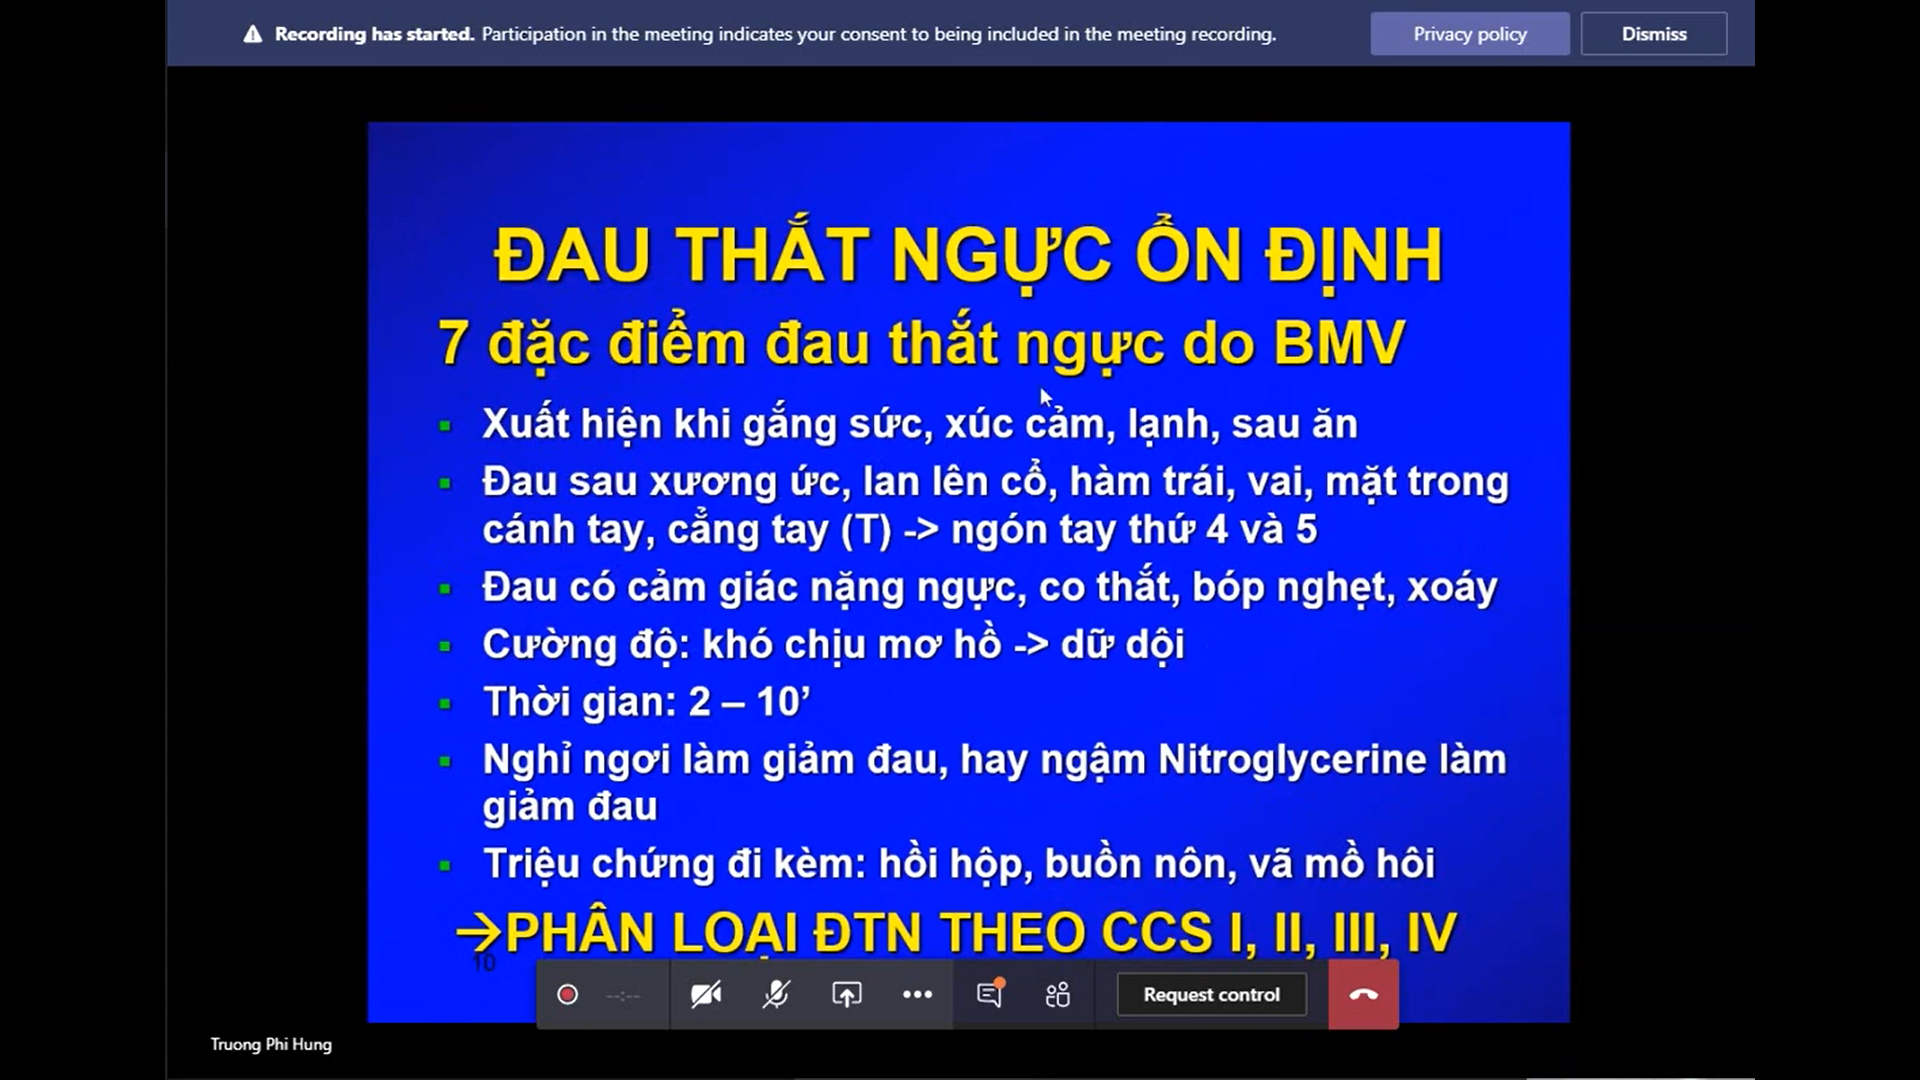 Recording has started. Participation in the meeting indicates your consent to being included in the meeting recording.
Privacy policy
Dismiss
ĐAU THẮT NGỰC ỔN ĐỊNH
7 đặc điểm đau thắt ngực do BMV
Xuất hiện khi gắng sức, xúc cảm, lạnh, sau ăn
Đau sau xương ức, lan lên cổ, hàm trái, vai, mặt trong
cánh tay, cẳng tay (T) -> ngón tay thứ 4 và 5
Đau có cảm giác nặng ngực, co thắt, bóp nghẹt, xoáy
Cường độ: khó chịu mơ hồ -> dữ dội
Thời gian: 2 – 10’
Nghỉ ngơi làm giảm đau, hay ngậm Nitroglycerine làm
giảm đau
Triệu chứng đi kèm: hồi hộp, buồn nôn, vã mồ hôi
→PHÂN LOẠI ĐTN THEO CCS I, II, III, IV
10
--:--
Request control
Truong Phi Hung